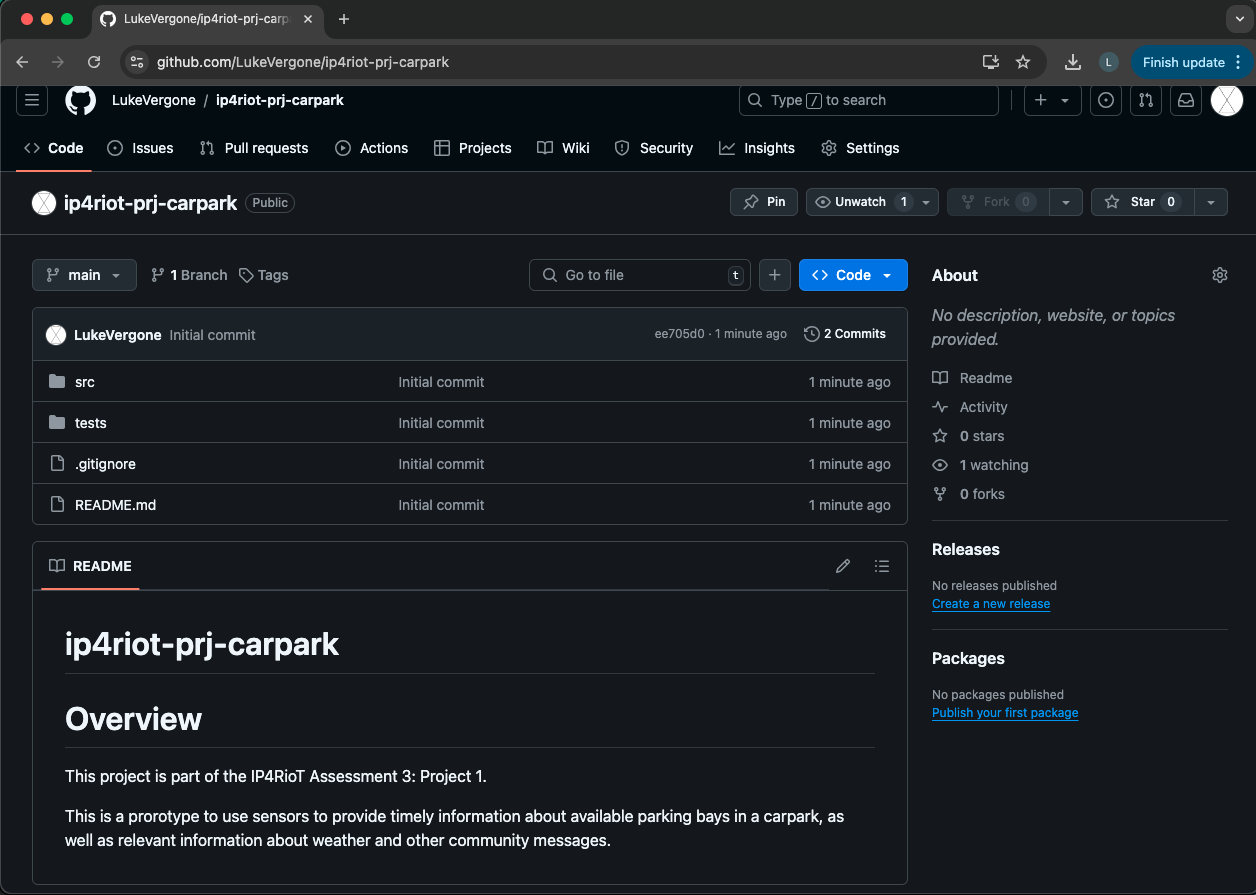 LukeVergone/ip4riot-prj-carp
github.com/LukeVergone/ip4riot-prj-carpark
L
Finish update
LukeVergone / ip4riot-prj-carpark
Type / to search
Code
Issues
Pull requests
Actions
Projects
Wiki
Security
Insights
Settings
ip4riot-prj-carpark Public
Pin
Unwatch 1
Fork 0
Star 0
main
1 Branch
Tags
Go to file t
Code
LukeVergone Initial commit
ee705d0 · 1 minute ago
2 Commits
src Initial commit 1 minute ago
tests Initial commit 1 minute ago
.gitignore Initial commit 1 minute ago
README.md Initial commit 1 minute ago
README
ip4riot-prj-carpark
Overview
This project is part of the IP4RioT Assessment 3: Project 1.
This is a prorotype to use sensors to provide timely information about available parking bays in a carpark, as
well as relevant information about weather and other community messages.
About
No description, website, or topics
provided.
Readme
Activity
0 stars
1 watching
0 forks
Releases
No releases published
Create a new release
Packages
No packages published
Publish your first package